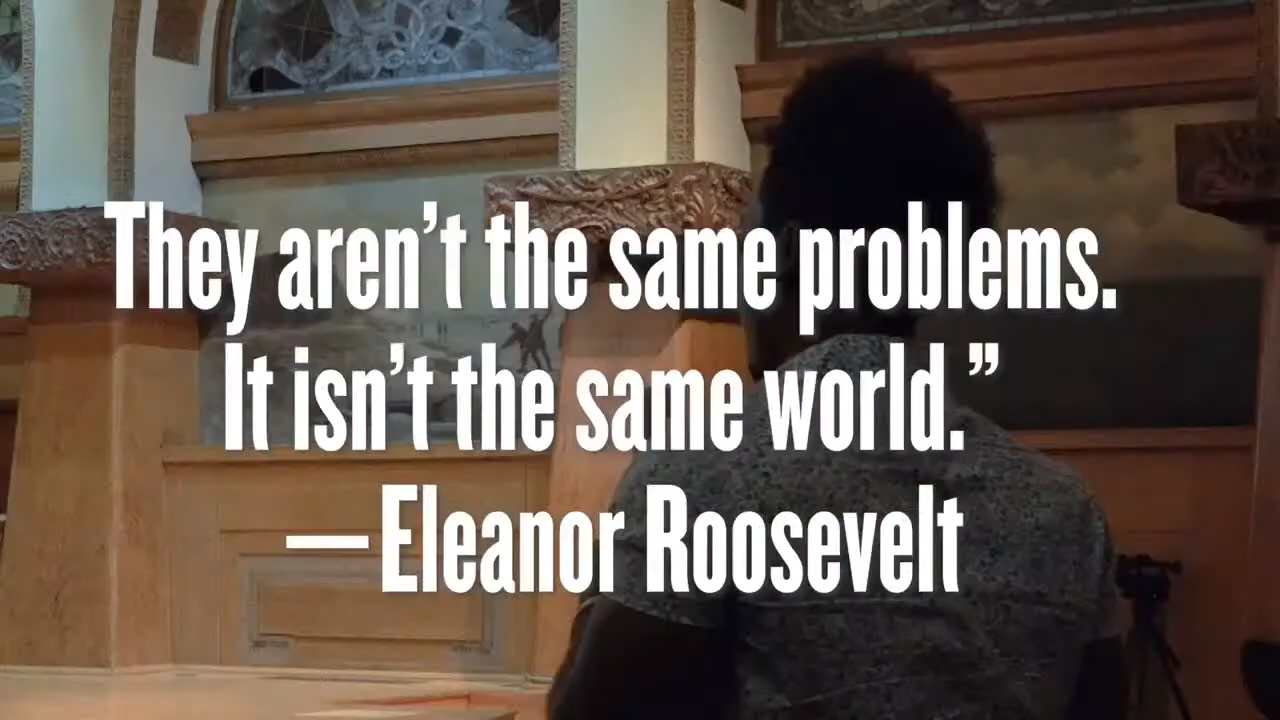 They aren’t the same problems.
It isn’t the same world.”
—Eleanor Roosevelt